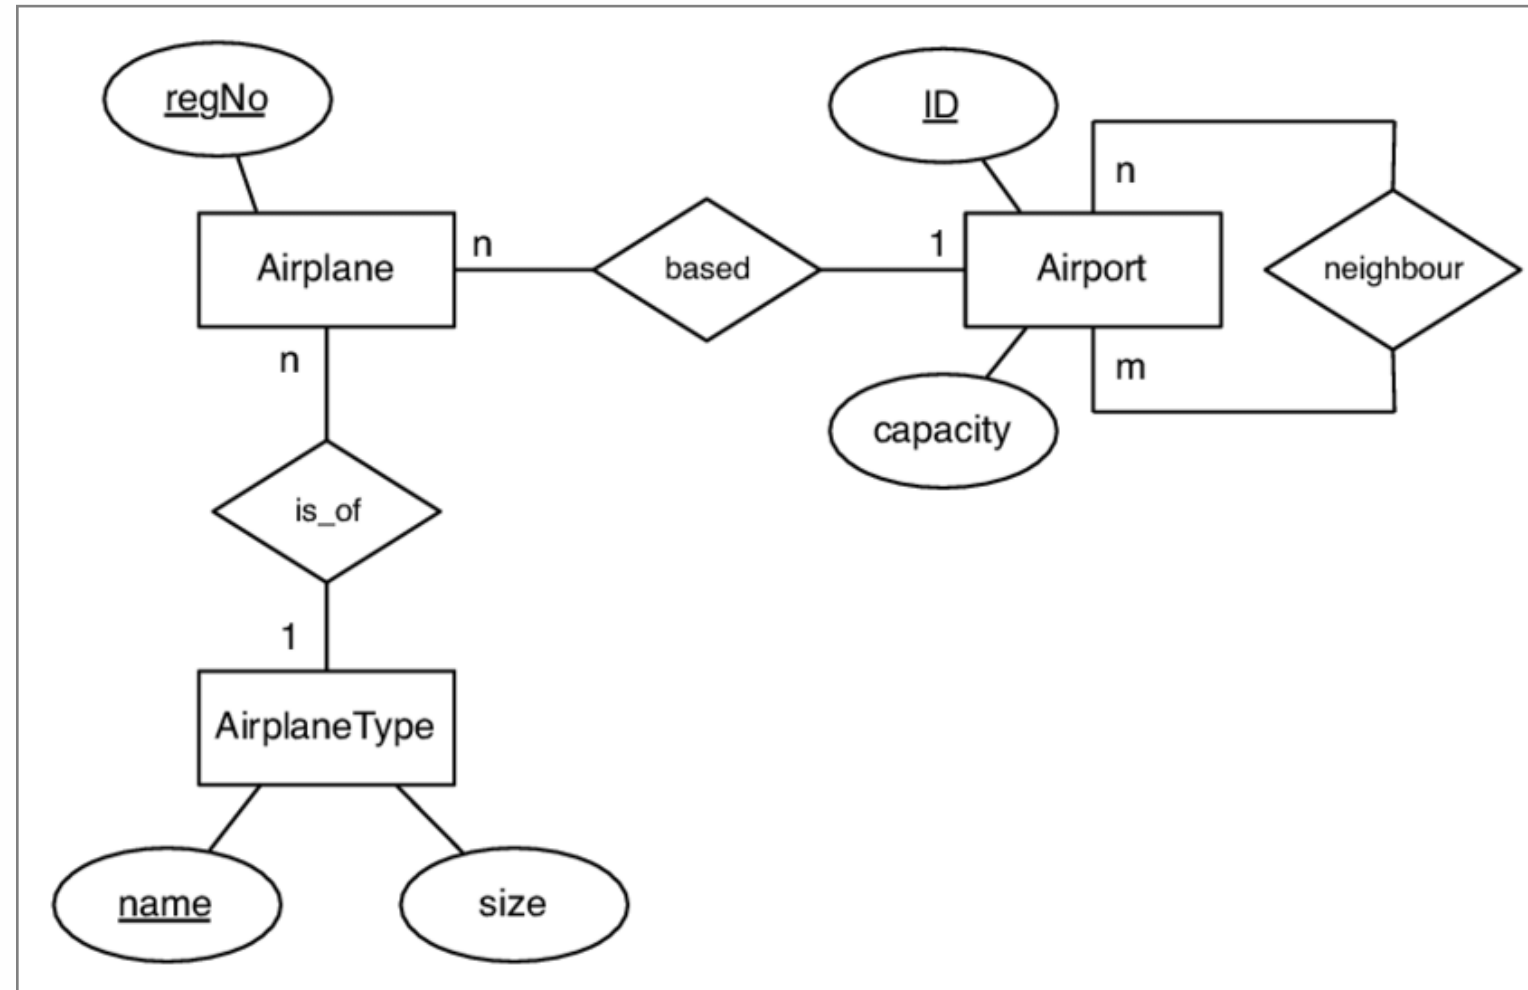 regNo
ID
n
Airplane
n
based
1
Airport
neighbour
n
m
capacity
is_of
1
AirplaneType
name
size